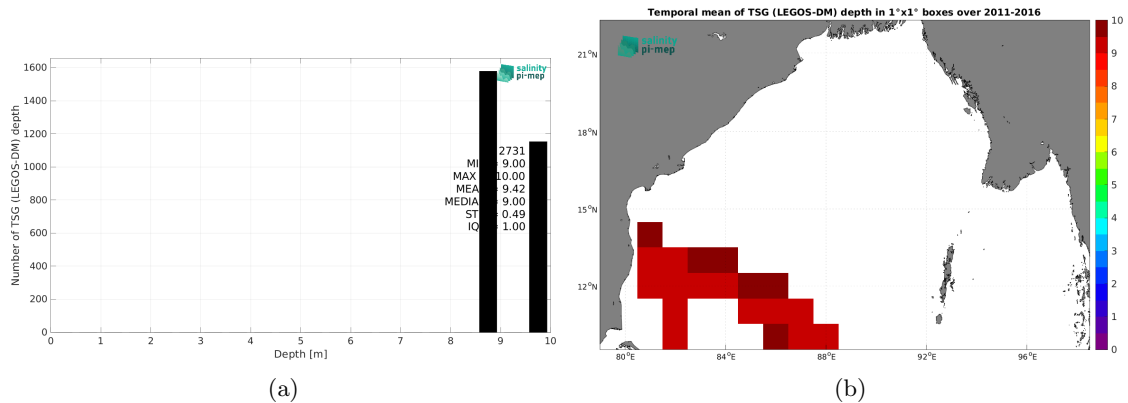 1600
1400
1200
1000
800
600
400
200
0
Number of TSG (LEGOS-DM) depth
0 1 2 3 4 5 6 7 8 9 10
Depth [m]
salinity
pi-mep
2731
MI = 9.00
MAX 10.00
MEA = 9.42
MEDIA = 9.00
ST = 0.49
IQ = 1.00
(a)
Temporal mean of TSG (LEGOS-DM) depth in 1°x1° boxes over 2011-2016
salinity
pi-mep
21°N
18°N
15°N
12°N
80°E 84°E 88°E 92°E 96°E
10
9
8
7
6
5
4
3
2
1
0
(b)